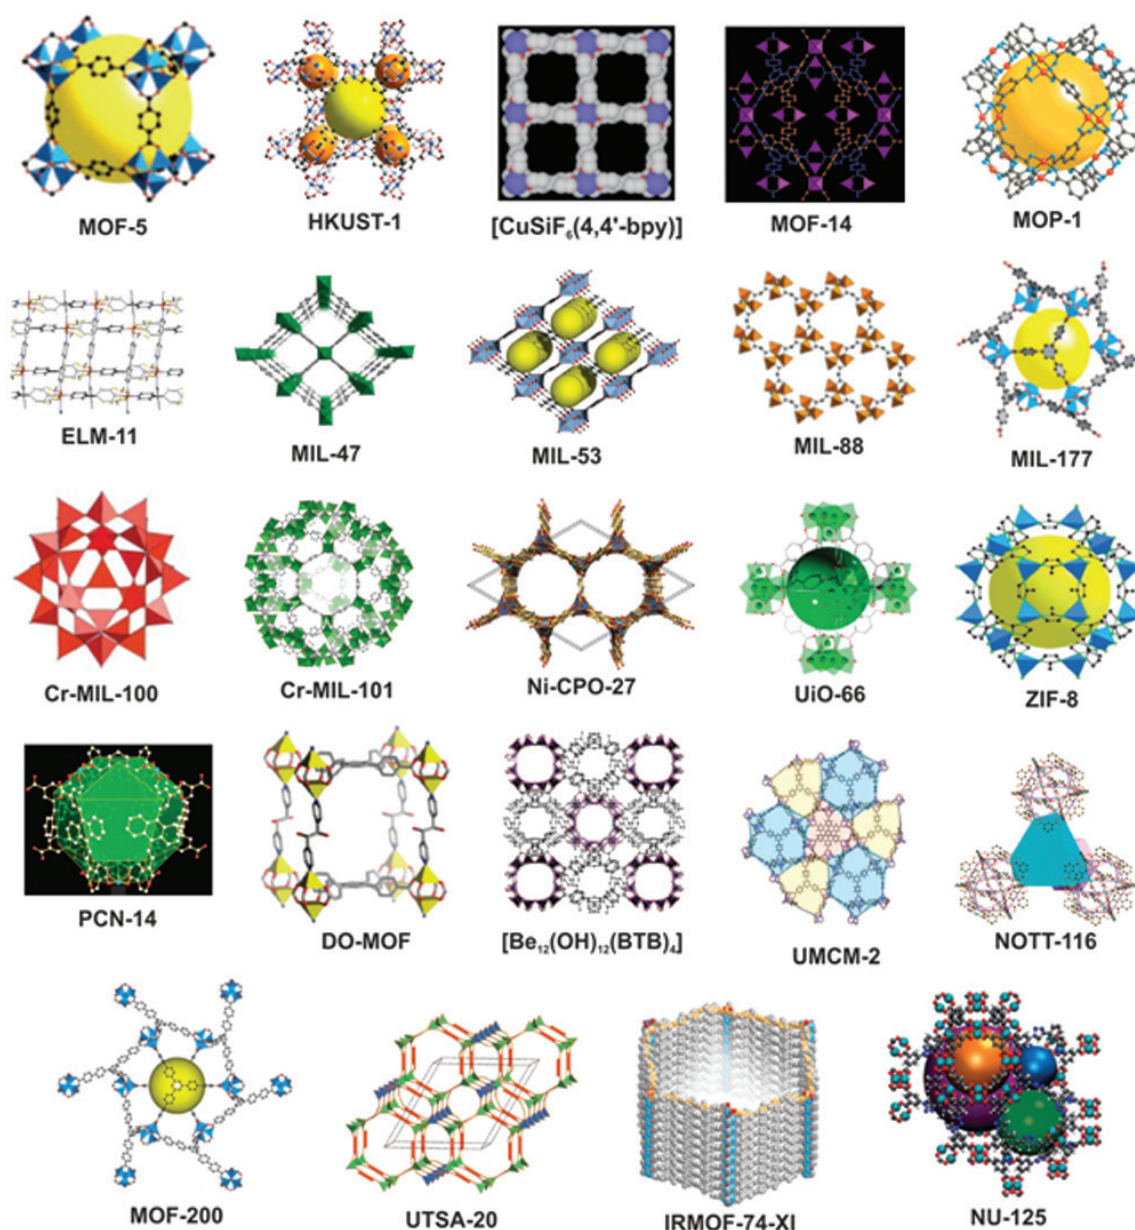 MOF-5
HKUST-1
[CuSiF₆(4,4'-bpy)]
MOF-14
MOP-1
ELM-11
MIL-47
MIL-53
MIL-88
MIL-177
Cr-MIL-100
Cr-MIL-101
Ni-CPO-27
UiO-66
ZIF-8
PCN-14
DO-MOF
[Be₁₂(OH)₁₂(BTB)₄]
UMCM-2
NOTT-116
MOF-200
UTSA-20
IRMOF-74-XI
NU-125